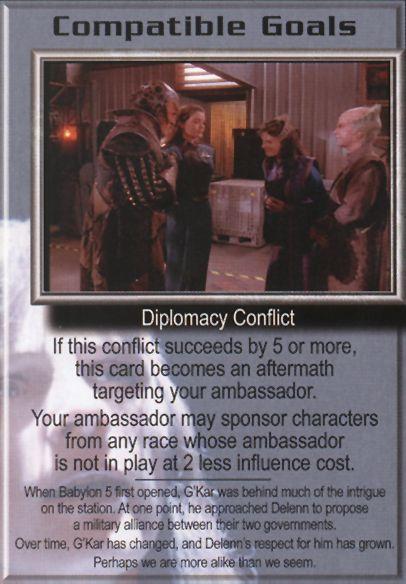 Compatible Goals
Diplomacy Conflict
If this conflict succeeds by 5 or more,
this card becomes an aftermath
targeting your ambassador.
Your ambassador may sponsor characters
from any race whose ambassador
is not in play at 2 less influence cost.
When Babylon 5 first opened, G'Kar was behind much of the intrigue
on the station. At one point, he approached Delenn to propose
a military alliance between their two governments.
Over time, G'Kar has changed, and Delenn's respect for him has grown.
Perhaps we are more alike than we seem.